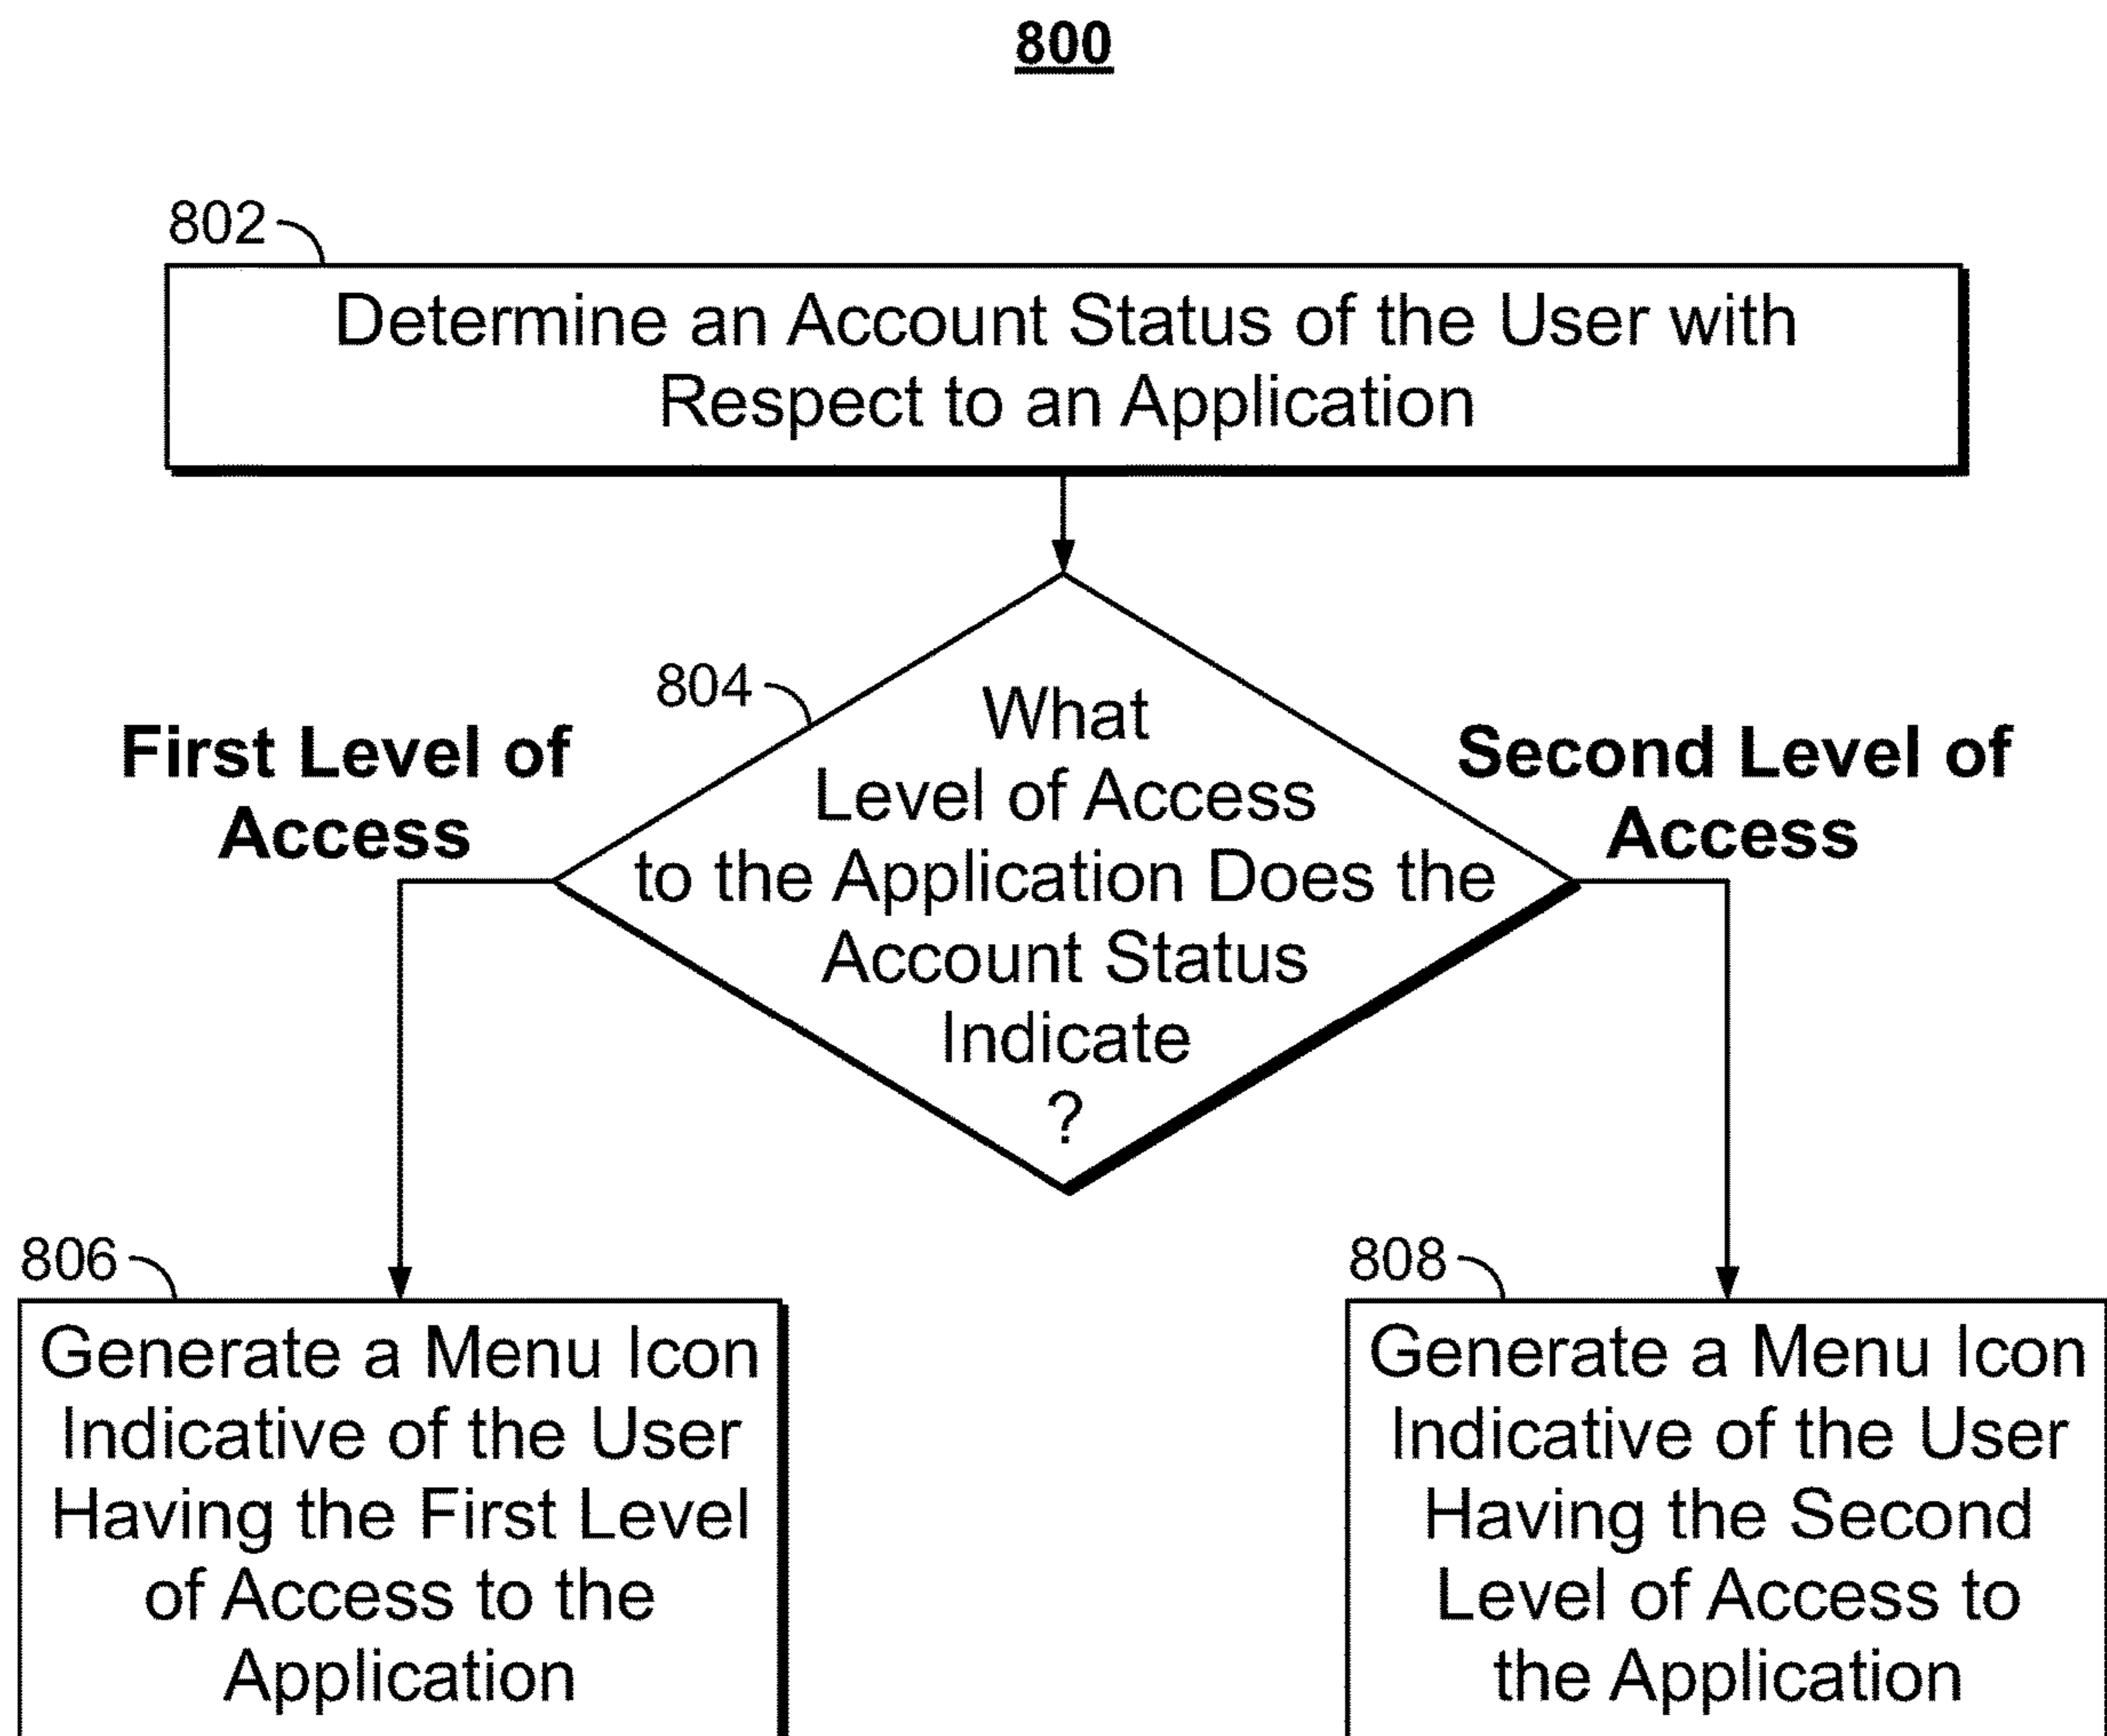 800
802
Determine an Account Status of the User with
Respect to an Application
804
What
Level of Access
to the Application Does the
Account Status
Indicate
?
First Level of
Access
Second Level of
Access
806
Generate a Menu Icon
Indicative of the User
Having the First Level
of Access to the
Application
808
Generate a Menu Icon
Indicative of the User
Having the Second
Level of Access to
the Application